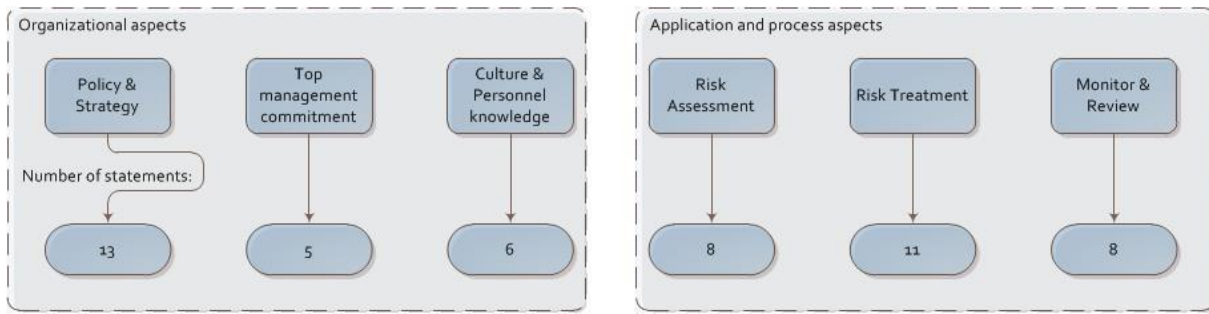 Organizational aspects
Policy &
Strategy
Top
management
commitment
Culture &
Personnel
knowledge
Number of statements:
13
5
6
Application and process aspects
Risk
Assessment
Risk Treatment
Monitor &
Review
8
11
8